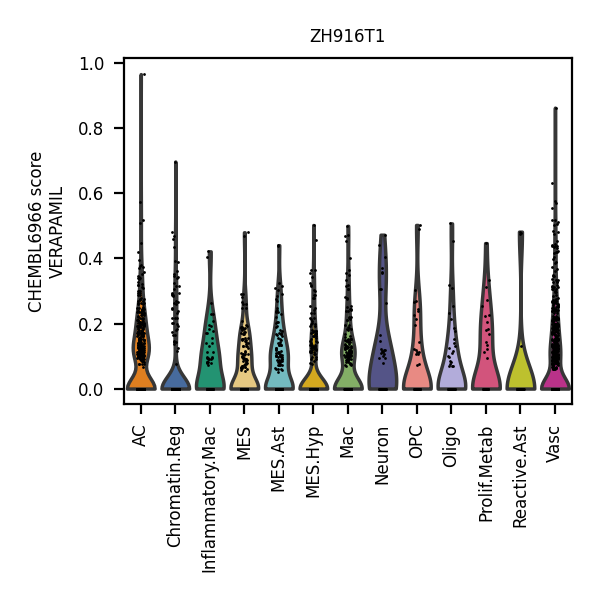 ZH916T1
CHEMBL6966 score
VERAPAMIL
1.0
0.8
0.6
0.4
0.2
0.0
AC
Chromatin.Reg
Inflammatory.Mac
MES
MES.Ast
MES.Hyp
Mac
Neuron
OPC
Oligo
Prolif.Metab
Reactive.Ast
Vasc